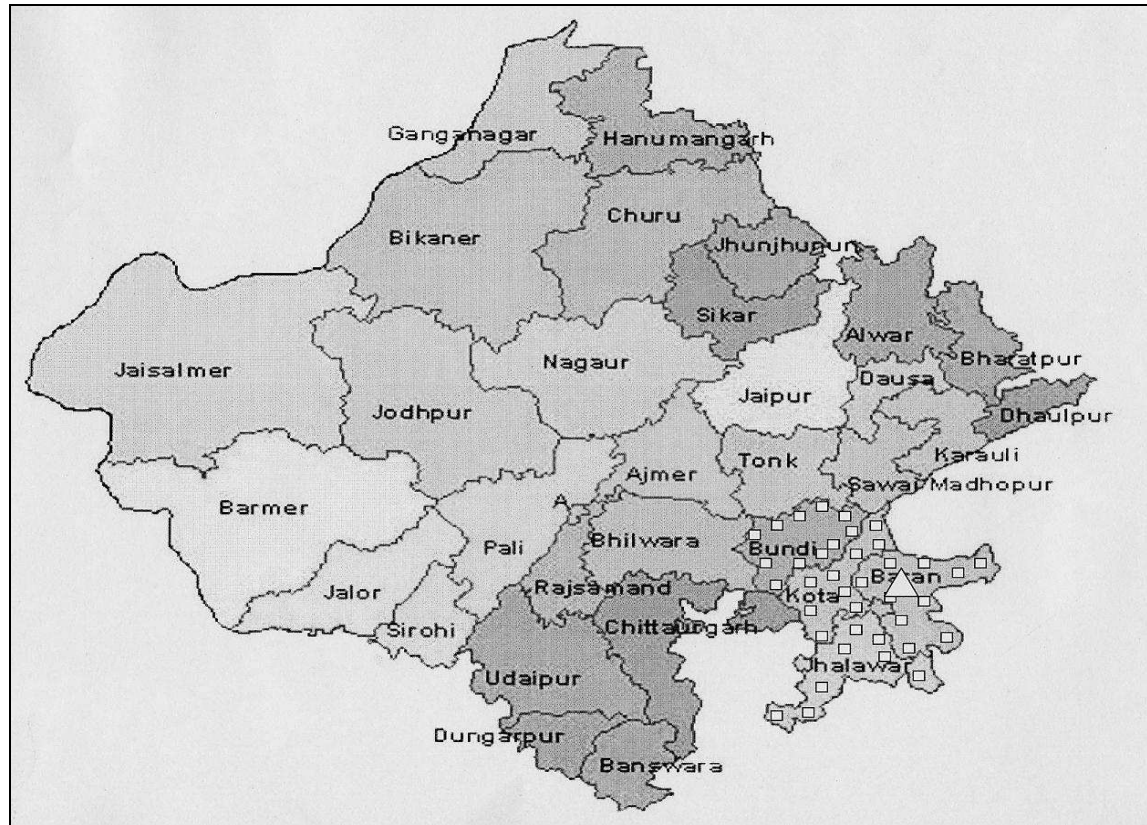 Ganganagar
Hanumangarh
Churu
Bikaner
Jhunjhunun
Sikar
Alwar
Nagaur
Bharatpur
Jaisalmer
Dausa
Jaipur
Jodhpur
Dhaulpur
Karauli
Tonk
Ajmer
Sawai Madhopur
A
Barmer
Bhilwara
Pali
Bundi
Baran
Rajsamand
Jalor
Kota
Sirohi
Chittaurgarh
Jhalawar
Udaipur
Dungarpur
Banswara